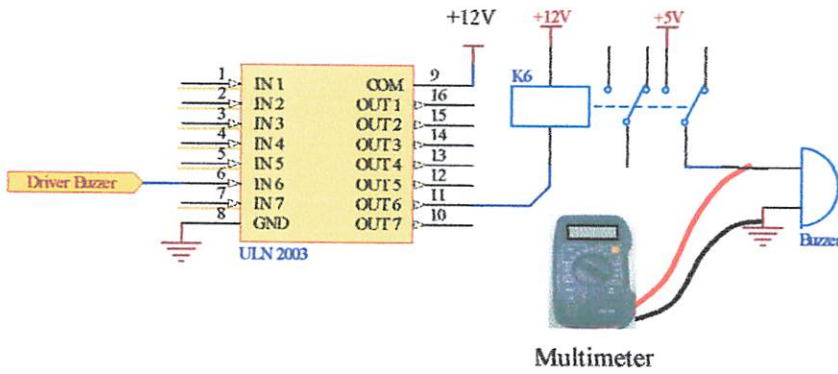 +12V
+12V
+5V
K6
1 IN 1 COM 9
2 IN 2 OUT 1 16
3 IN 3 OUT 2 15
4 IN 4 OUT 3 14
5 IN 5 OUT 4 13
Driver Buzzer 6 IN 6 OUT 5 12
7 IN 7 OUT 6 11
8 GND OUT 7 10
ULN 2003
Buzzer
Multimeter